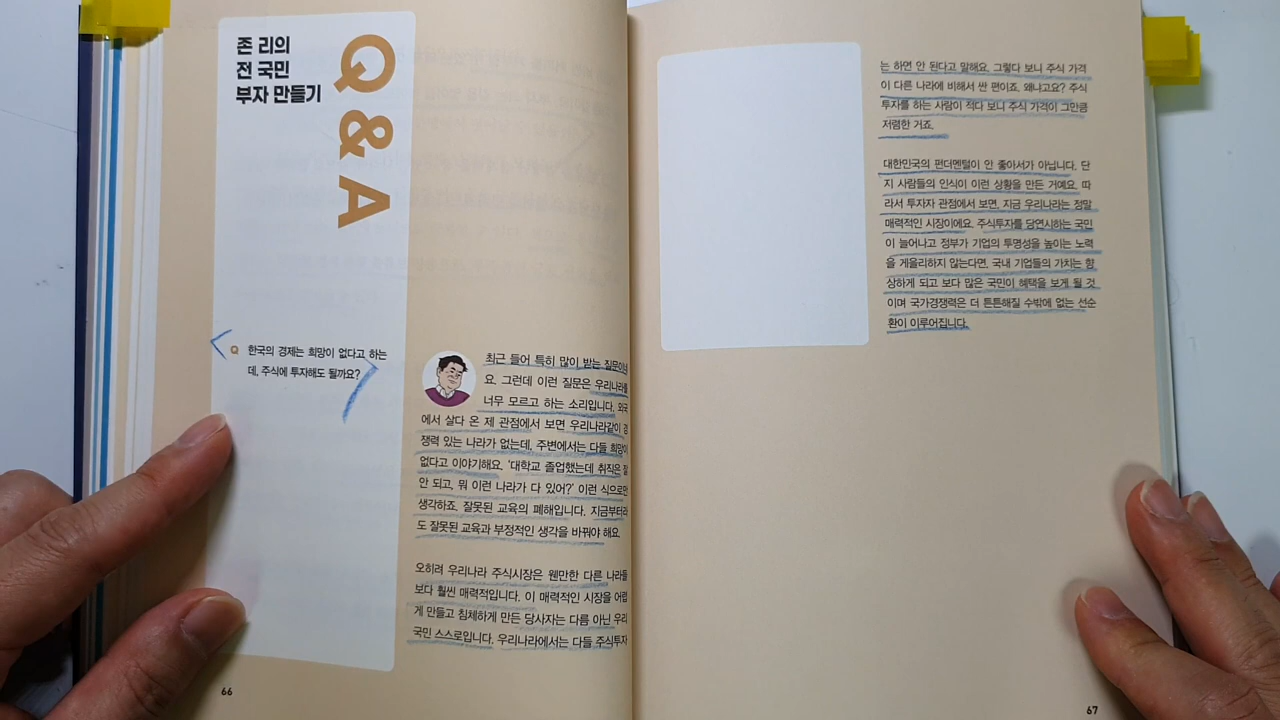 존 리의
전 국민
부자 만들기
Q&A
Q 한국의 경제는 희망이 없다고 하는
데, 주식에 투자해도 될까요?
최근 들어 특히 많이 받는
요. 그런데 이런 질문은 우리나라를
너무 모르고 하는 소리입니다. 외국
에서 살다 온 제 관점에서 보면 우리나라같이 경
쟁력 있는 나라가 없는데, 주변에서는 다들 희망이
없다고 이야기해요. '대학교 졸업했는데 취직은 잘
안 되고, 뭐 이런 나라가 다 있어?' 이런 식으로만
생각하죠. 잘못된 교육의 폐해입니다. 지금부터라
도 잘못된 교육과 부정적인 생각을 바꿔야 해요.
오히려 우리나라 주식시장은 웬만한 다른 나라들
보다 훨씬 매력적입니다. 이 매력적인 시장을 어렵
게 만들고 침체하게 만든 당사자는 다름 아닌 우리
국민 스스로입니다. 우리나라에서는 다들 주식투자
66
는 하면 안 된다고 말해요. 그렇다 보니 주식 가격
이 다른 나라에 비해서 싼 편이죠. 왜냐고요? 주식
투자를 하는 사람이 적다 보니 주식 가격이 그만큼
저렴한 거죠.
대한민국의 펀더멘털이 안 좋아서가 아닙니다. 단
지 사람들의 인식이 이런 상황을 만든 거예요. 따
라서 투자자 관점에서 보면, 지금 우리나라는 정말
매력적인 시장이에요. 주식투자를 당연시하는 국민
이 늘어나고 정부가 기업의 투명성을 높이는 노력
을 게을리하지 않는다면, 국내 기업들의 가치는 향
상하게 되고 보다 많은 국민이 혜택을 보게 될 것
이며 국가경쟁력은 더 튼튼해질 수밖에 없는 선순
환이 이루어집니다.
67